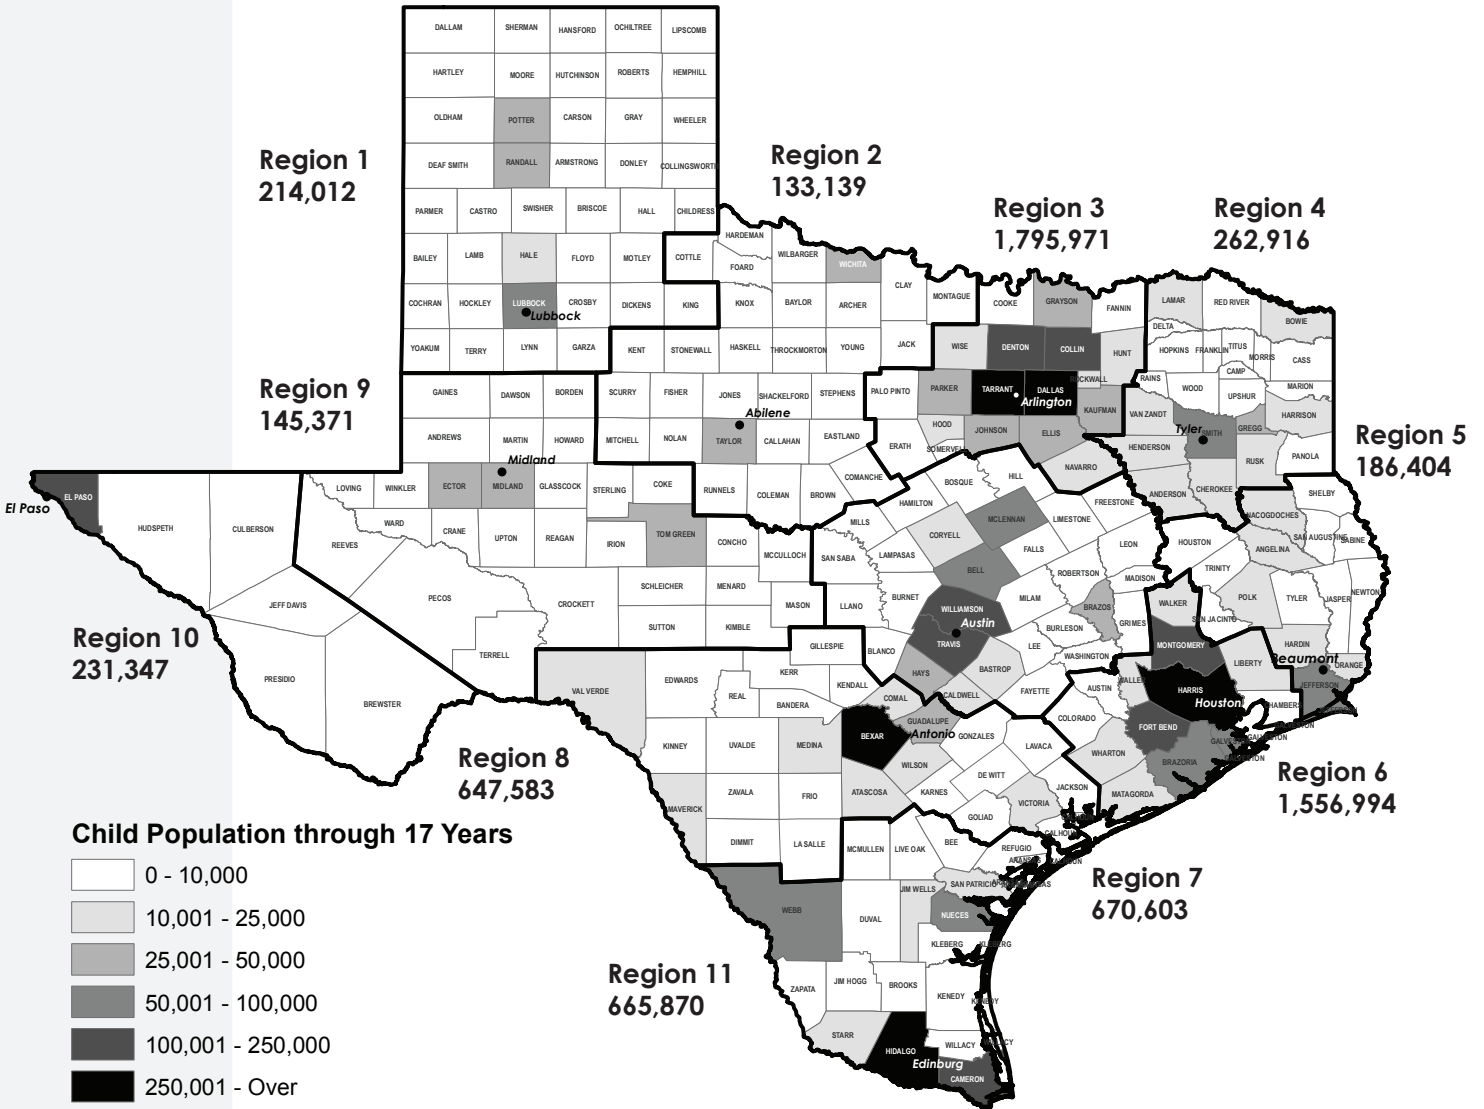 DALLAM SHERMAN HANSFORD OCHILTREE LIPSCOMB
HARTLEY MOORE HUTCHINSON ROBERTS HEMPHILL
OLDHAM POTTER CARSON GRAY WHEELER
DEAF SMITH RANDALL ARMSTRONG DONLEY COLLINGSWORTH
PARMER CASTRO SWISHER BRISCOE HALL CHILDRESS
BAILEY LAMB HALE FLOYD MOTLEY COTTLE
COCHRAN HOCKLEY LUBBOCK CROSBY DICKENS KING
Lubbock
YOAKUM TERRY LYNN GARZA
Region 1
214,012
Region 2
133,139
HARDEMAN
FOARD WILBARGER WICHITA
CLAY MONTAGUE
KNOX BAYLOR ARCHER
KENT STONEWALL HASKELL THROCKMORTON YOUNG JACK
SCURRY FISHER JONES SHACKELFORD STEPHENS
Abilene
MITCHELL NOLAN TAYLOR CALLAHAN EASTLAND
RUNNELS COLEMAN BROWN COMANCHE
Region 3
1,795,971
COOKE GRAYSON FANNIN
WISE DENTON COLLIN HUNT
ROCKWALL
PALO PINTO PARKER TARRANT DALLAS KAUFMAN
Arlington
ERATH HOOD JOHNSON ELLIS
SOMERVELL NAVARRO
Region 4
262,916
LAMAR RED RIVER BOWIE
DELTA
HOPKINS FRANKLIN TITUS MORRIS CASS
CAMP
RAINS WOOD UPSHUR MARION
VAN ZANDT SMITH GREGG HARRISON
Tyler
HENDERSON RUSK PANOLA
ANDERSON CHEROKEE
Region 5
186,404
SHELBY
NACOGDOCHES
SAN AUGUSTINE SABINE
HOUSTON ANGELINA
TRINITY
POLK TYLER JASPER NEWTON
SAN JACINTO
HARDIN
Beaumont
ORANGE
JEFFERSON
Region 9
145,371
GAINES DAWSON BORDEN
ANDREWS MARTIN HOWARD
Midland
LOVING WINKLER ECTOR MIDLAND GLASSCOCK STERLING COKE
WARD CRANE UPTON REAGAN IRION TOM GREEN CONCHO
REEVES MCCULLOCH
PECOS CROCKETT SCHLEICHER MENARD
MASON
SUTTON KIMBLE
TERRELL
El Paso
EL PASO HUDSPETH CULBERSON
JEFF DAVIS
PRESIDIO BREWSTER
Region 10
231,347
HAMILTON BOSQUE HILL
FREESTONE
MILLS CORYELL MCLENNAN LIMESTONE
SAN SABA LAMPASAS BELL FALLS LEON
ROBERTSON MADISON
LLANO BURNET WILLIAMSON MILAM BRAZOS
Austin
GRIMES
BLANCO TRAVIS BURLESON
LEE WASHINGTON
HAYS BASTROP
CALDWELL FAYETTE
WALKER
MONTGOMERY
LIBERTY
AUSTIN WALLER HARRIS
Houston
CHAMBERS
COLORADO FORT BEND
GALVESTON
GALVESTON
WHARTON BRAZORIA
MATAGORDA
Region 6
1,556,994
Region 8
647,583
VAL VERDE EDWARDS KERR GILLESPIE
REAL BANDERA KENDALL
COMAL
KINNEY UVALDE MEDINA BEXAR GUADALUPE
Antonio GONZALES
LAVACA
WILSON
MAVERICK ZAVALA FRIO ATASCOSA KARNES DE WITT
JACKSON
VICTORIA
DIMMIT LA SALLE GOLIAD
CALHOUN
CALHOUN
Region 7
670,603
MCMULLEN LIVE OAK BEE REFUGIO
SAN PATRICIO
WEBB DUVAL JIM WELLS NUECES
KLEBERG KLEBERG
ZAPATA JIM HOGG BROOKS KENEDY KENEDY
STARR HIDALGO WILLACY WILLACY
Edinburg
CAMERON
Region 11
665,870
Child Population through 17 Years
0 - 10,000
10,001 - 25,000
25,001 - 50,000
50,001 - 100,000
100,001 - 250,000
250,001 - Over